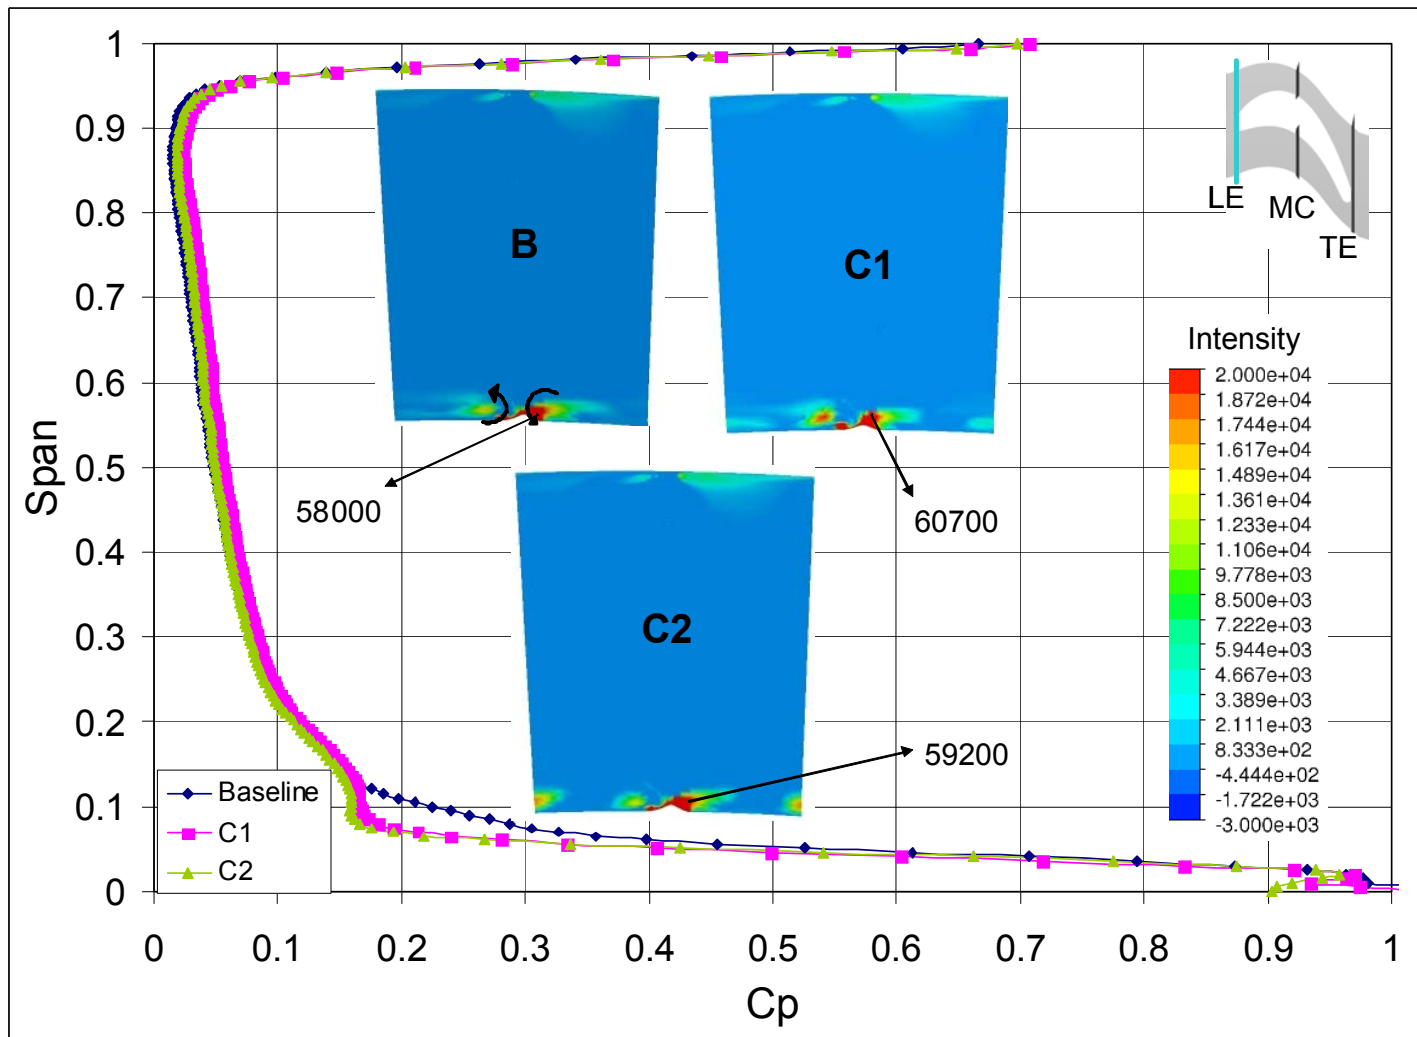 1
0.9
0.8
0.7
0.6
0.5
0.4
0.3
0.2
0.1
0
Span
0 0.1 0.2 0.3 0.4 0.5 0.6 0.7 0.8 0.9 1
Cp
B
C1
C2
58000
60700
59200
LE
MC
TE
Intensity
2.000e+04
1.872e+04
1.744e+04
1.617e+04
1.489e+04
1.361e+04
1.233e+04
1.106e+04
9.778e+03
8.500e+03
7.222e+03
5.944e+03
4.667e+03
3.389e+03
2.111e+03
8.333e+02
-4.444e+02
-1.722e+03
-3.000e+03
Baseline
C1
C2